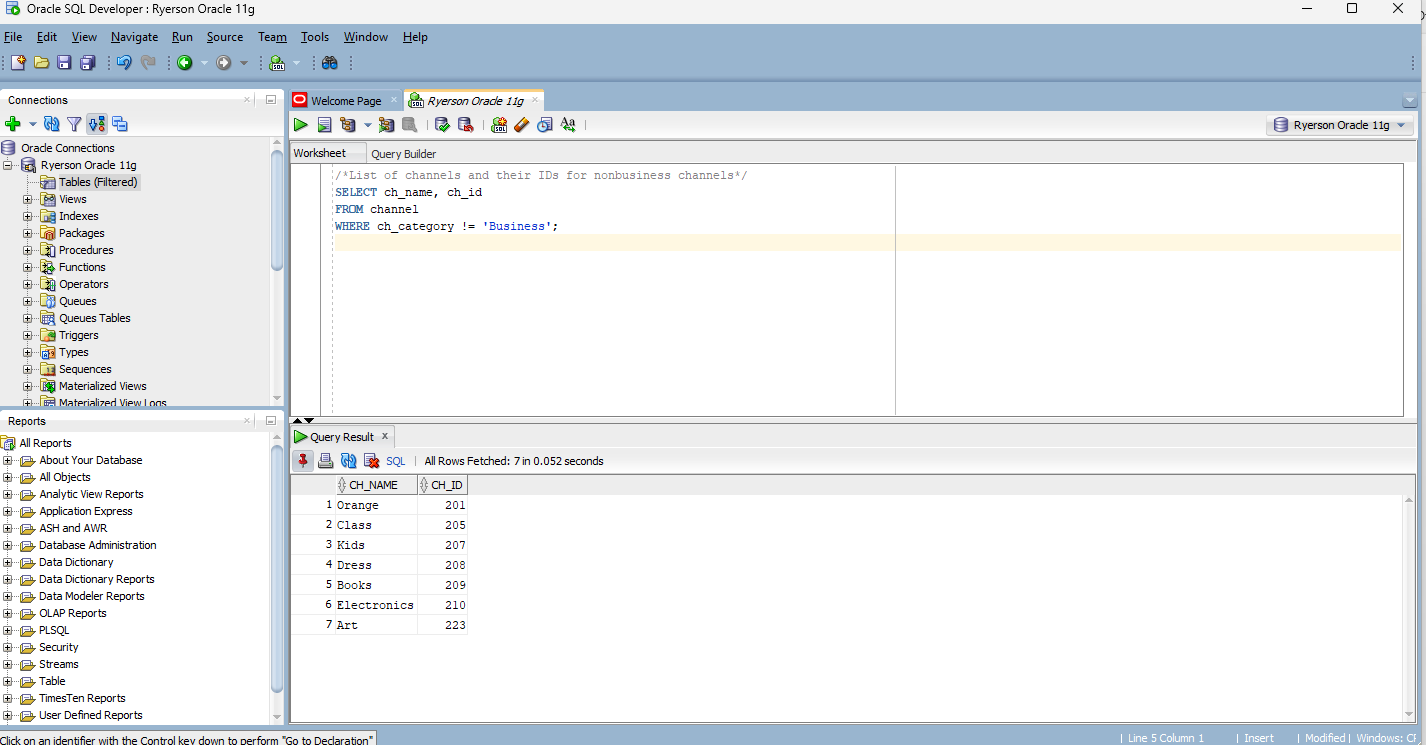 Oracle SQL Developer : Ryerson Oracle 11g
File Edit View Navigate Run Source Team Tools Window Help
Connections
Oracle Connections
Ryerson Oracle 11g
Tables (Filtered)
Views
Indexes
Packages
Procedures
Functions
Operators
Queues
Queues Tables
Triggers
Types
Sequences
Materialized Views
Materialized View Logs
Reports
All Reports
About Your Database
All Objects
Analytic View Reports
Application Express
ASH and AWR
Database Administration
Data Dictionary
Data Dictionary Reports
Data Modeler Reports
OLAP Reports
PLSQL
Security
Streams
Table
TimesTen Reports
User Defined Reports
Welcome Page
Ryerson Oracle 11g
Ryerson Oracle 11g
Worksheet Query Builder
/*List of channels and their IDs for nonbusiness channels*/
SELECT ch_name, ch_id
FROM channel
WHERE ch_category != 'Business';
Query Result
SQL | All Rows Fetched: 7 in 0.052 seconds
CH_NAME CH_ID
1 Orange 201
2 Class 205
3 Kids 207
4 Dress 208
5 Books 209
6 Electronics 210
7 Art 223
Click on an identifier with the Control key down to perform "Go to Declaration"
| Line 5 Column 1 | Insert | Modified | Windows: